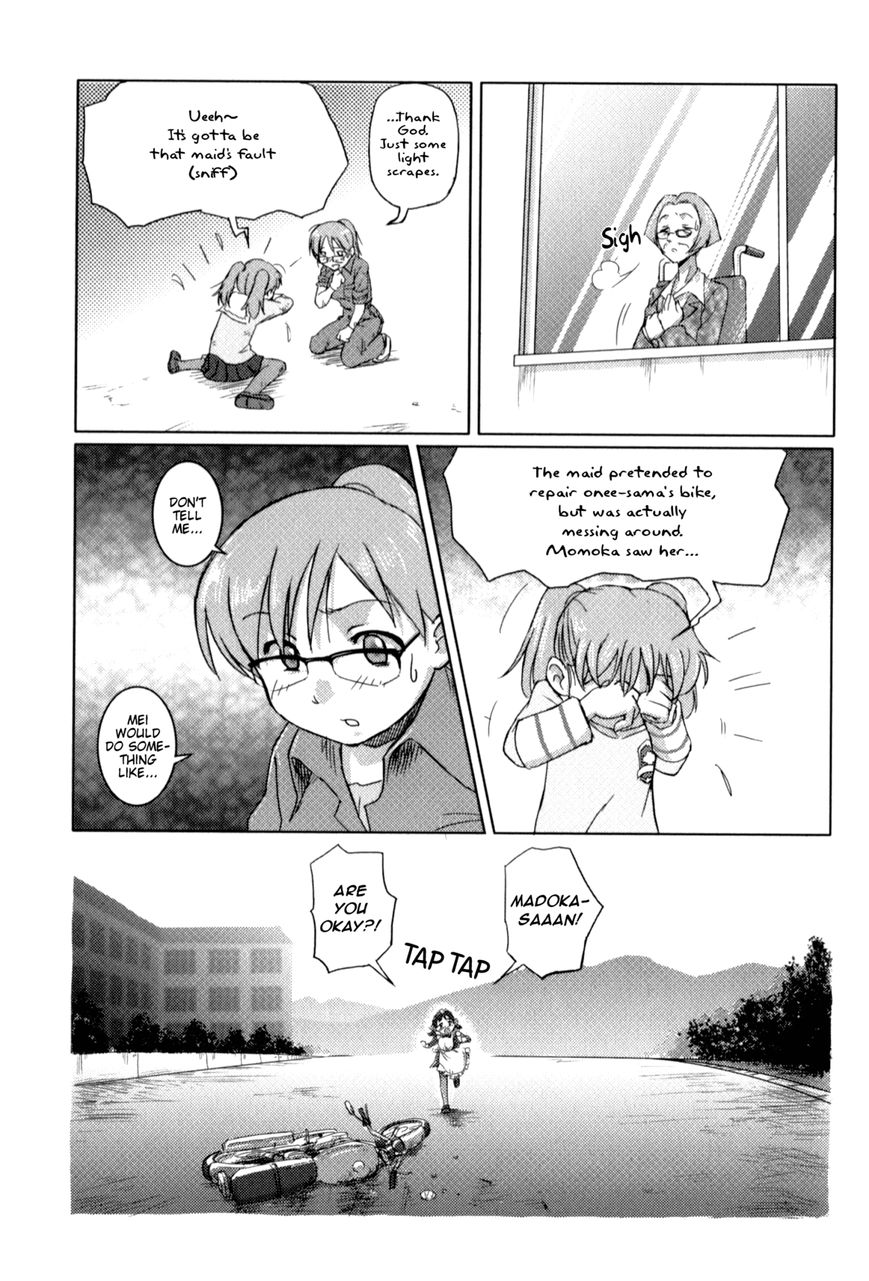 Sigh
...Thank
God.
Just some
light
scrapes.
Ueeh~
It's gotta be
that maid's fault
(sniff)
The maid pretended to
repair onee-sama's bike,
but was actually
messing around.
Momoka saw her...
DON'T
TELL
ME...
MEI
WOULD
DO SOME-
THING
LIKE...
MADOKA-
SAAAN!
ARE
YOU
OKAY?!
TAP TAP